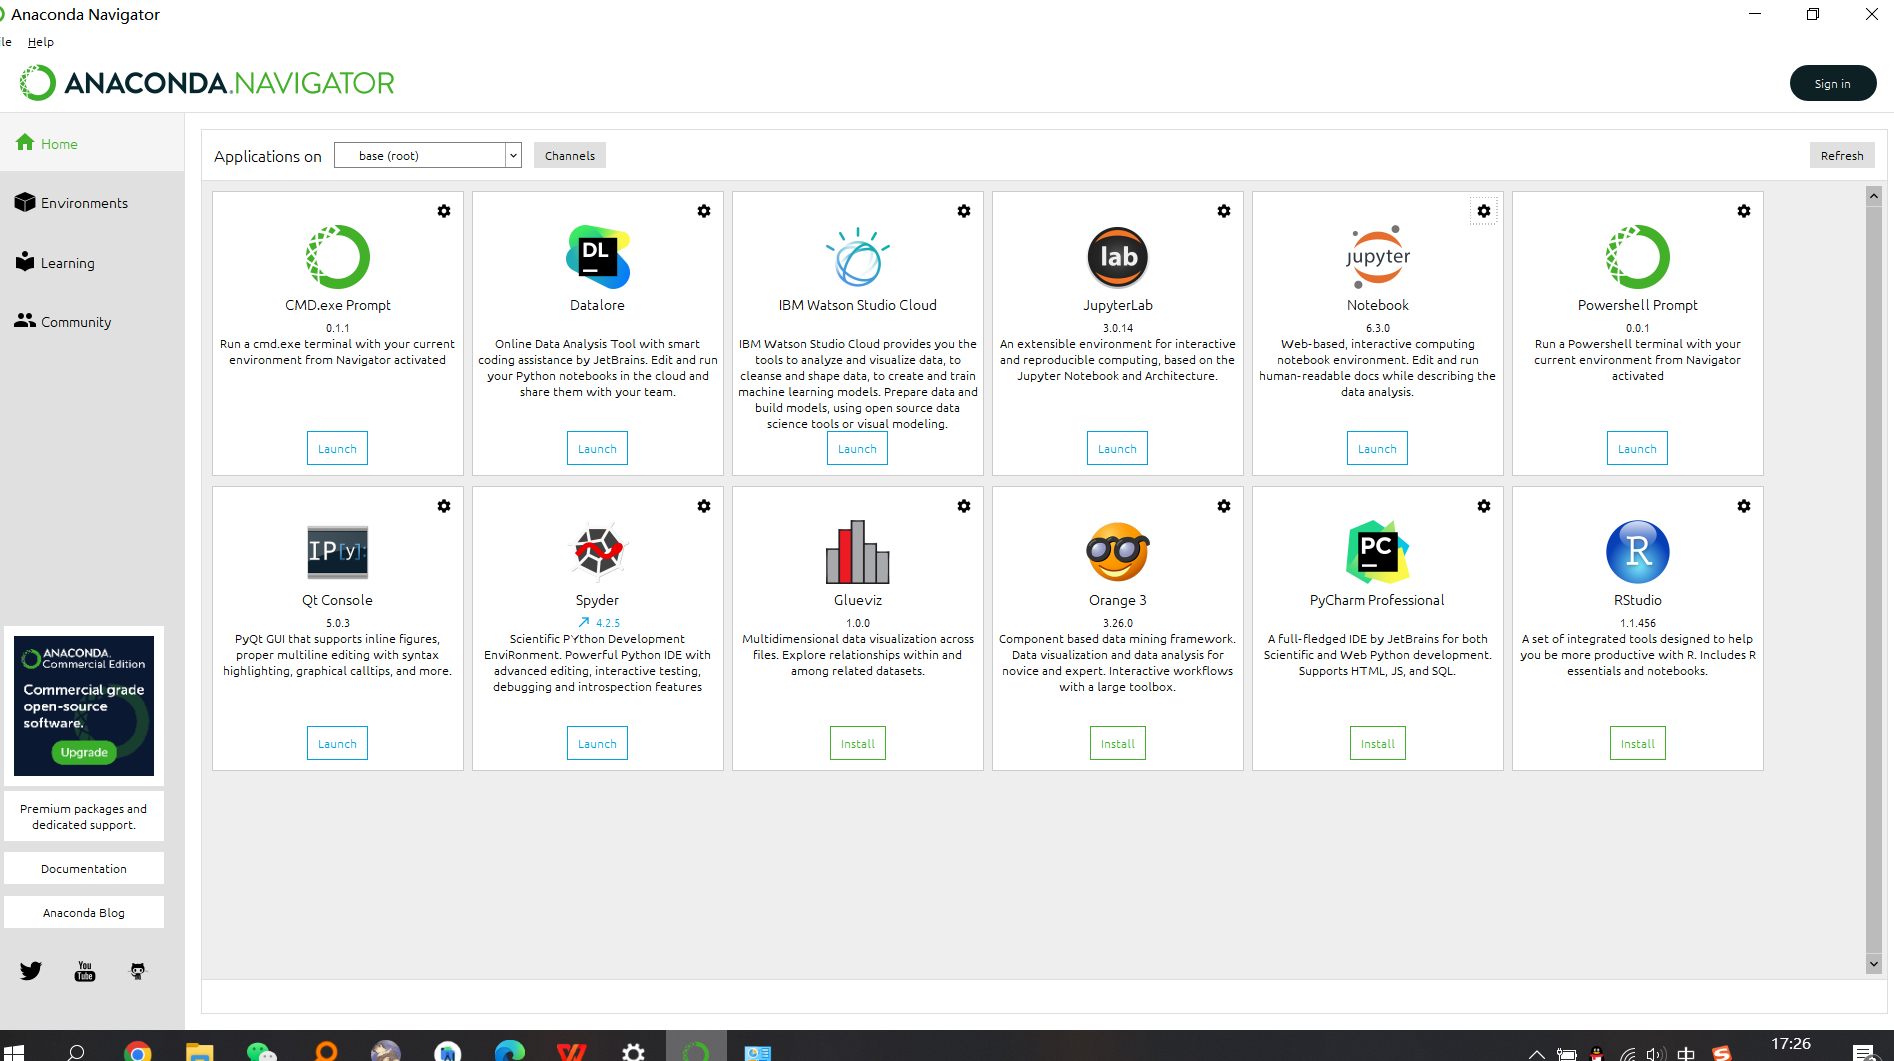 Anaconda Navigator
ile Help
ANACONDA.NAVIGATOR
Sign in
Home
Environments
Learning
Community
Applications on base (root) Channels
Refresh
CMD.exe Prompt
0.1.1
Run a cmd.exe terminal with your current
environment from Navigator activated
Launch
DL
Datalore
Online Data Analysis Tool with smart
coding assistance by JetBrains. Edit and run
your Python notebooks in the cloud and
share them with your team.
Launch
IBM Watson Studio Cloud
IBM Watson Studio Cloud provides you the
tools to analyze and visualize data, to
cleanse and shape data, to create and train
machine learning models. Prepare data and
build models, using open source data
science tools or visual modeling.
Launch
lab
JupyterLab
3.0.14
An extensible environment for interactive
and reproducible computing, based on the
Jupyter Notebook and Architecture.
Launch
jupyter
Notebook
6.3.0
Web-based, interactive computing
notebook environment. Edit and run
human-readable docs while describing the
data analysis.
Launch
Powershell Prompt
0.0.1
Run a Powershell terminal with your
current environment from Navigator
activated
Launch
IP[y]:
Qt Console
5.0.3
PyQt GUI that supports inline figures,
proper multiline editing with syntax
highlighting, graphical calltips, and more.
Launch
Spyder
4.2.5
Scientific PYthon Development
EnviRonment. Powerful Python IDE with
advanced editing, interactive testing,
debugging and introspection features
Launch
Glueviz
1.0.0
Multidimensional data visualization across
files. Explore relationships within and
among related datasets.
Install
Orange 3
3.26.0
Component based data mining framework.
Data visualization and data analysis for
novice and expert. Interactive workflows
with a large toolbox.
Install
PC
PyCharm Professional
A full-fledged IDE by JetBrains for both
Scientific and Web Python development.
Supports HTML, JS, and SQL.
Install
R
RStudio
1.1.456
A set of integrated tools designed to help
you be more productive with R. Includes R
essentials and notebooks.
Install
ANACONDA.
Commercial Edition
Commercial grade
open-source
software.
Upgrade
Premium packages and
dedicated support.
Documentation
Anaconda Blog
You
Tube
中
17:26